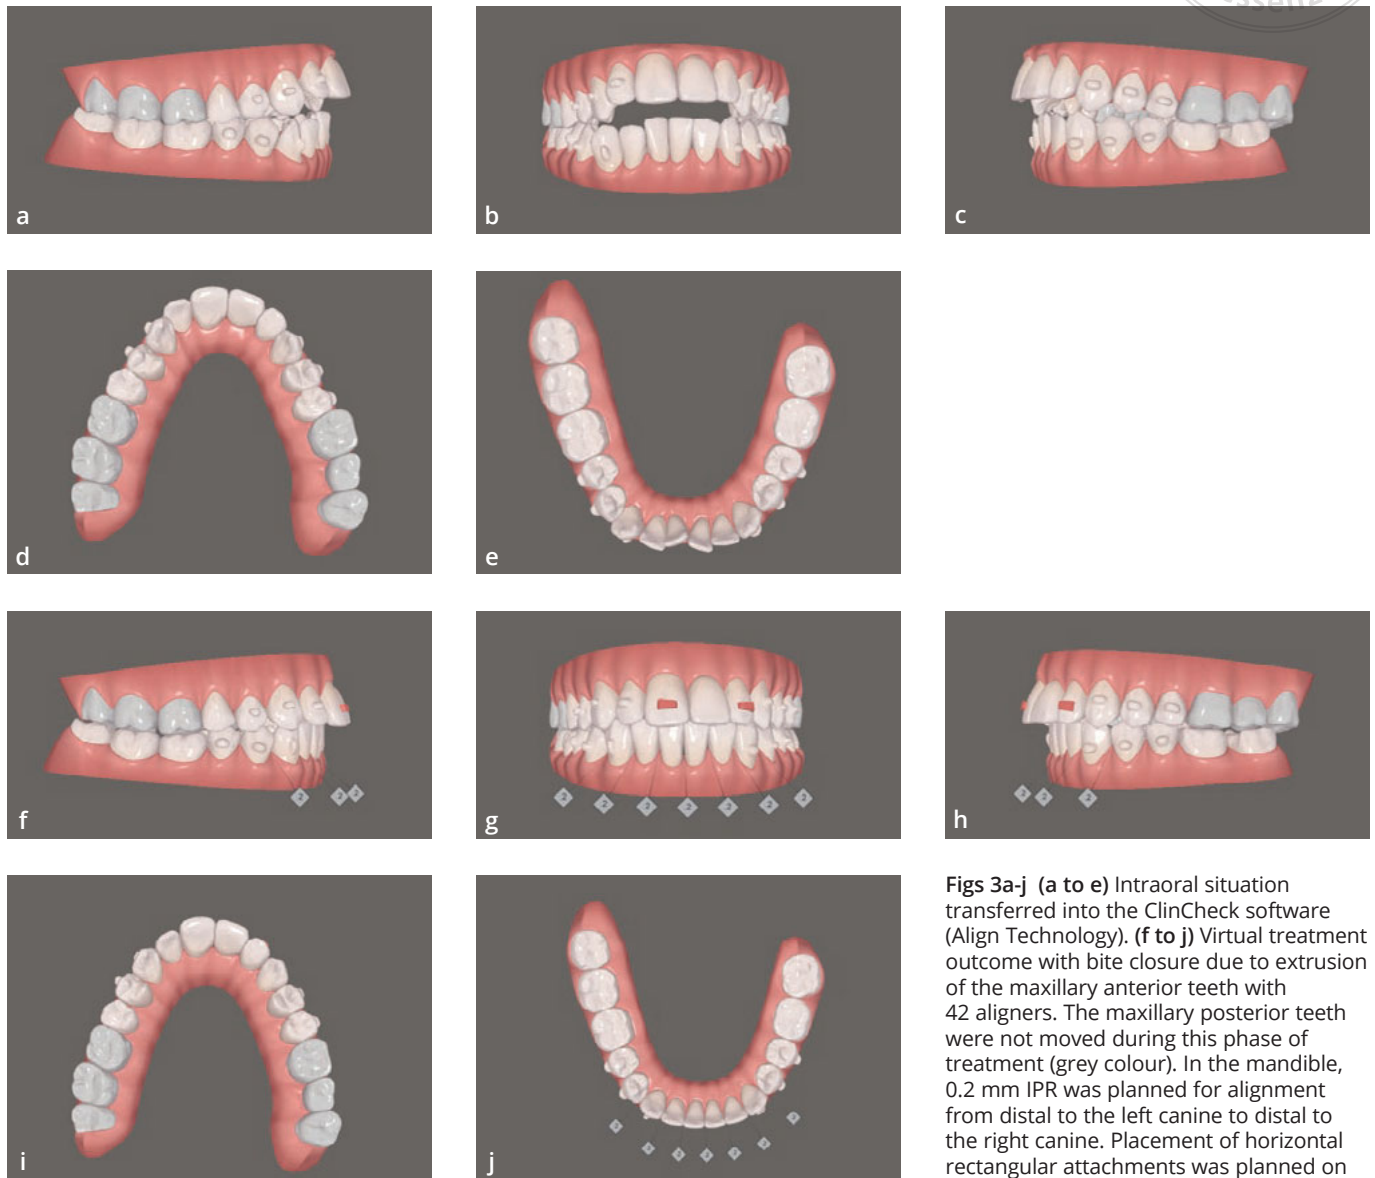 essenz
a
b
c
d
e
f
g
h
i
j
Figs 3a-j (a to e) Intraoral situation
transferred into the ClinCheck software
(Align Technology). (f to j) Virtual treatment
outcome with bite closure due to extrusion
of the maxillary anterior teeth with
42 aligners. The maxillary posterior teeth
were not moved during this phase of
treatment (grey colour). In the mandible,
0.2 mm IPR was planned for alignment
from distal to the left canine to distal to
the right canine. Placement of horizontal
rectangular attachments was planned on